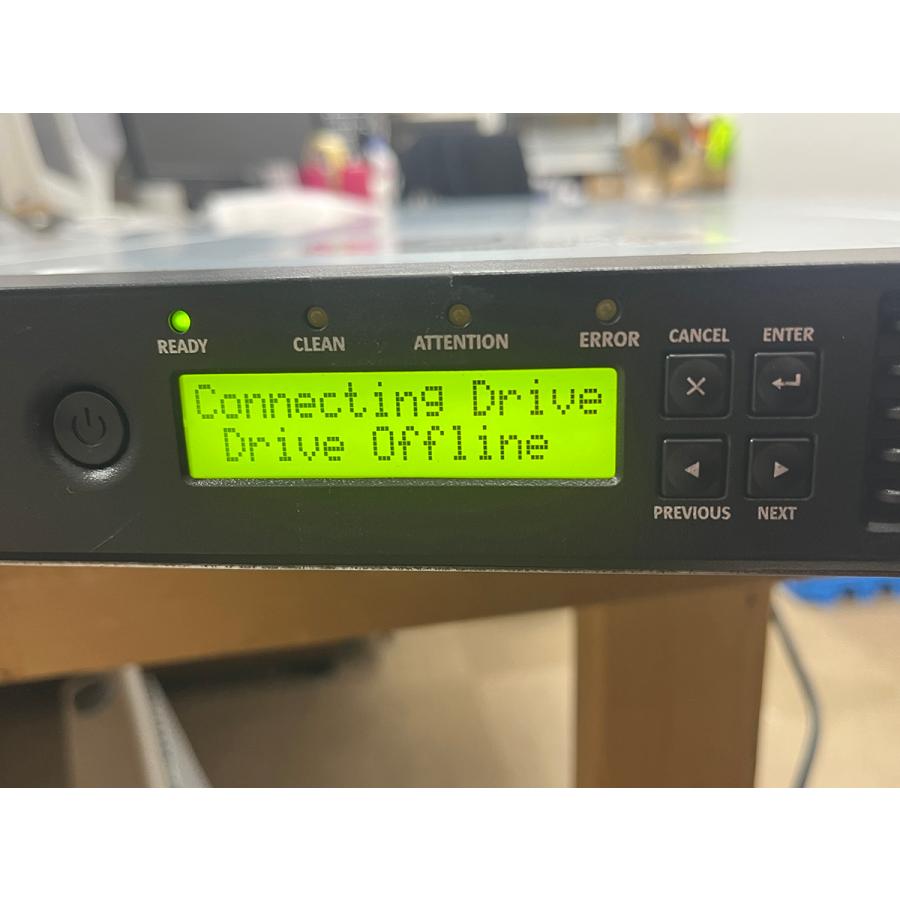 READY CLEAN ATTENTION ERROR CANCEL ENTER
Connecting Drive
Drive Offline
PREVIOUS NEXT